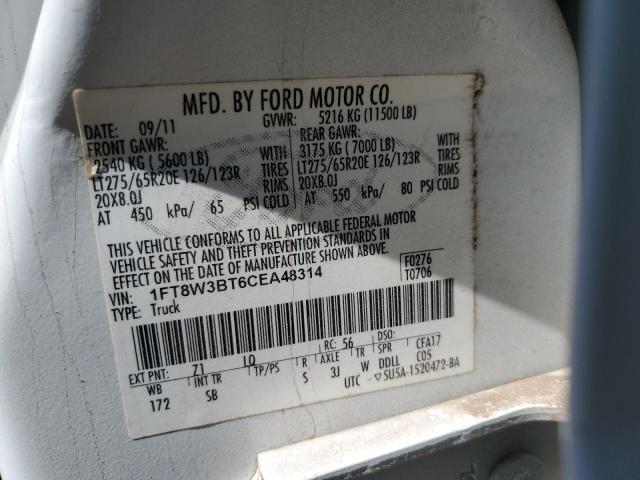 MFD. BY FORD MOTOR CO.
DATE: 09/11 GVWR: 5216 KG (11500 LB)
FRONT GAWR: REAR GAWR:
2540 KG ( 5600 LB) WITH 3175 KG ( 7000 LB) WITH
LT275/65R20E 126/123R TIRES LT275/65R20E 126/123R TIRES
20X8.0J RIMS 20X8.0J RIMS
AT 450 kPa/ 65 PSI COLD AT 550 kPa/ 80 PSI COLD
THIS VEHICLE CONFORMS TO ALL APPLICABLE FEDERAL MOTOR
VEHICLE SAFETY AND THEFT PREVENTION STANDARDS IN
EFFECT ON THE DATE OF MANUFACTURE SHOWN ABOVE.
VIN: 1FT8W3BT6CEA48314 F0276
TYPE: Truck T0706
EXT PNT: Z1 LQ RC: 56 DSO:
WB INT TR TP/PS R AXLE TR SPR CFA17
172 SB S 3J W DDLL C05
UTC ▽5U5A-1520472-BA